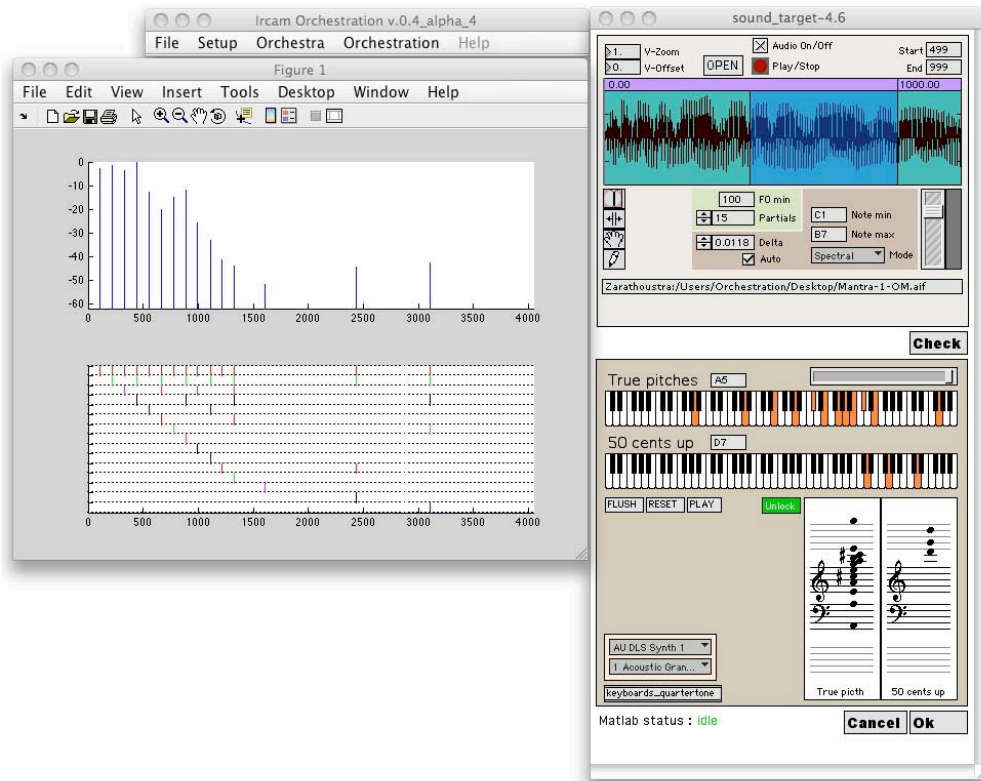 Ircam Orchestration v.0.4_alpha_4
File Setup Orchestra Orchestration Help
Figure 1
File Edit View Insert Tools Desktop Window Help
0
-10
-20
-30
-40
-50
-60
0 500 1000 1500 2000 2500 3000 3500 4000
0 500 1000 1500 2000 2500 3000 3500 4000
sound_target-4.6
1. V-Zoom
0. V-Offset
OPEN
Audio On/Off
Play/Stop
Start 499
End 999
0.00 1000.00
100 F0 min
15 Partials
0.0118 Delta
Auto
C1 Note min
B7 Note max
Spectral Mode
Zarathoustra:/Users/Orchestration/Desktop/Mantra-1-OM.aif
Check
True pitches A5
50 cents up D7
FLUSH RESET PLAY Unlock
AU DLS Synth 1
1 Acoustic Gran...
keyboards_quartertone
True picth 50 cents up
Matlab status : idle
Cancel Ok